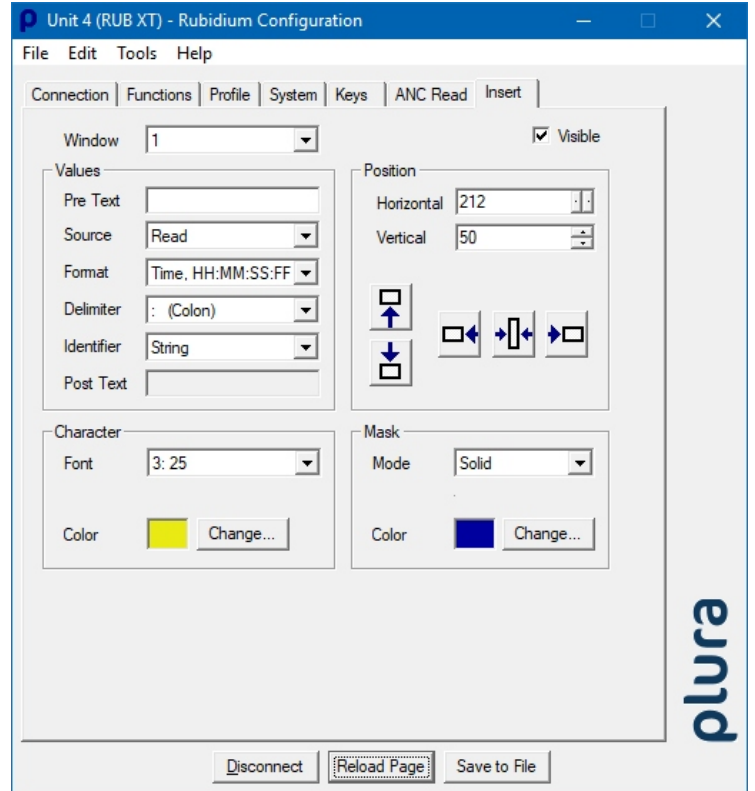 Unit 4 (RUB XT) - Rubidium Configuration
File Edit Tools Help
Connection Functions Profile System Keys ANC Read Insert
Window 1 Visible
Values
Pre Text
Source Read
Format Time, HH:MM:SS:FF
Delimiter : (Colon)
Identifier String
Post Text
Position
Horizontal 212
Vertical 50
Character
Font 3: 25
Color Change...
Mask
Mode Solid
Color Change...
plura
Disconnect Reload Page Save to File